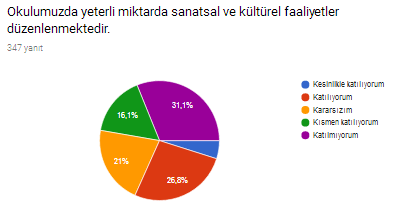 Okulumuzda yeterli miktarda sanatsal ve kültürel faaliyetler
düzenlenmektedir.
347 yanıt
Kesinlikle katılıyorum
Katılıyorum
Kararsızım
Kısmen katılıyorum
Katılmıyorum
31,1%
16,1%
21%
26,8%